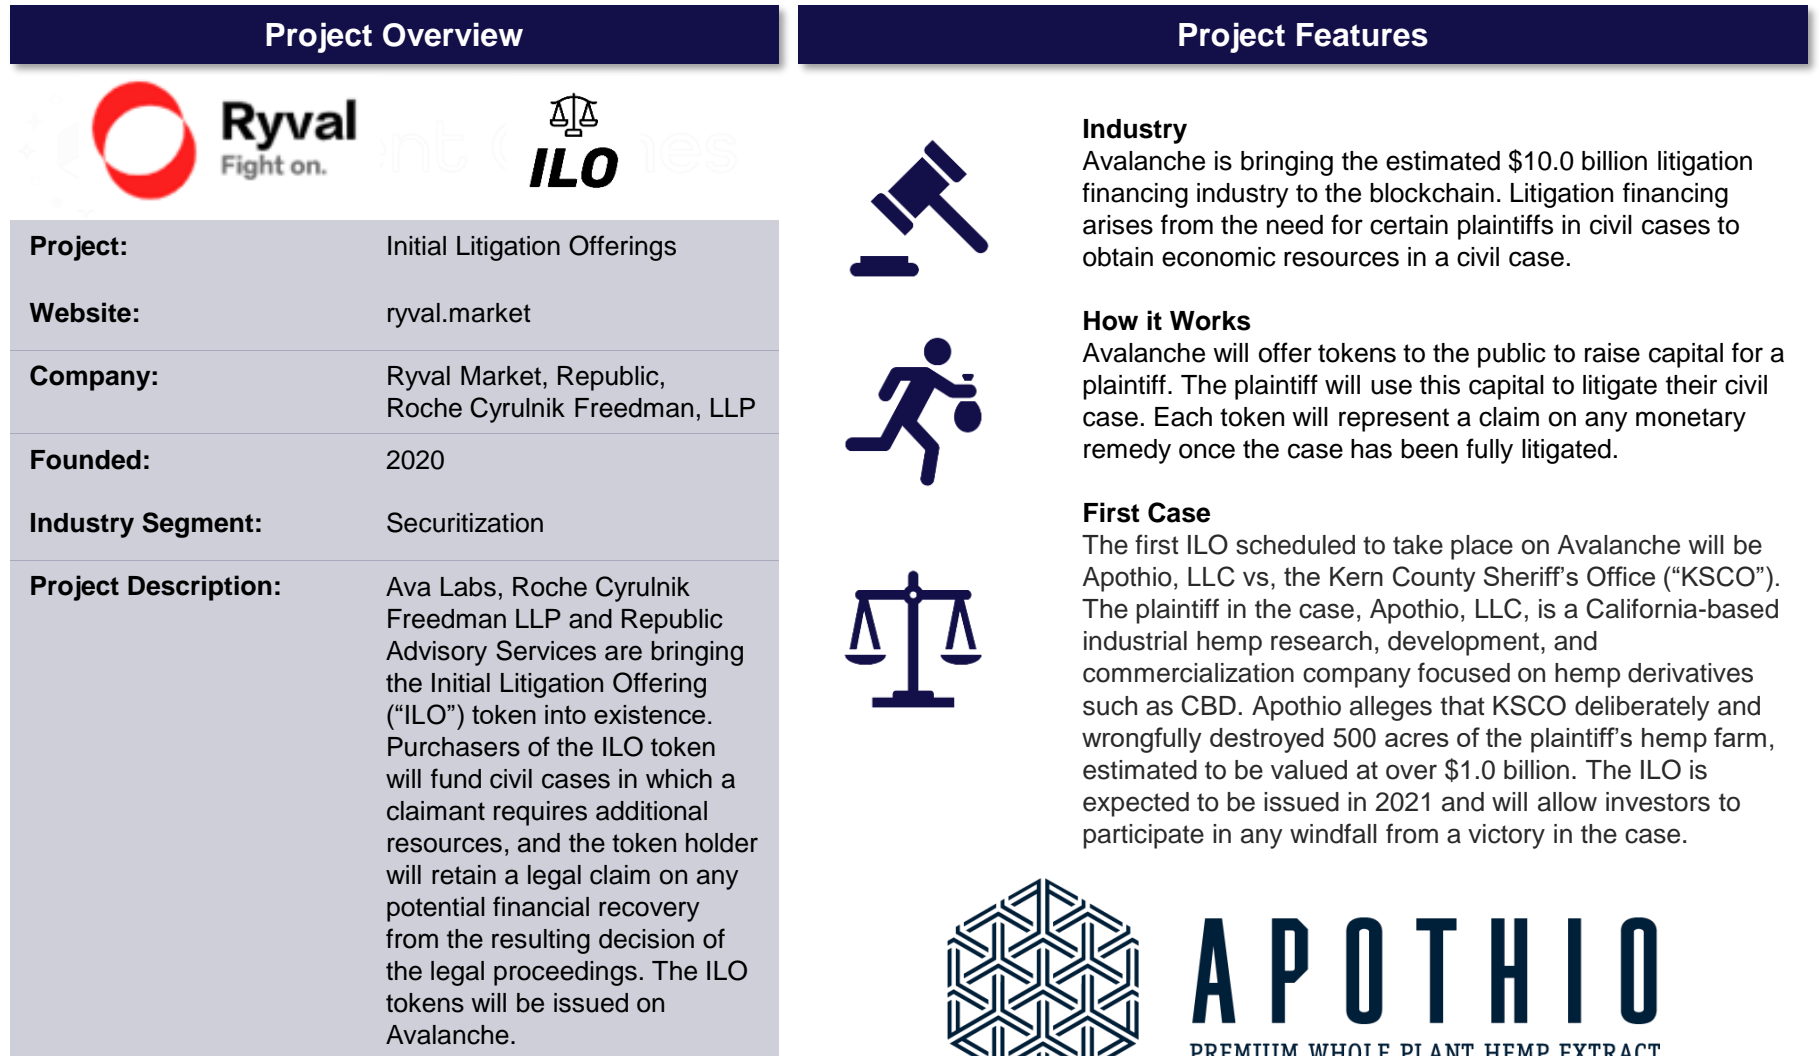 Project Overview
Ryval
Fight on.
ILO
Project: Initial Litigation Offerings
Website: ryval.market
Company: Ryval Market, Republic,
Roche Cyrulnik Freedman, LLP
Founded: 2020
Industry Segment: Securitization
Project Description: Ava Labs, Roche Cyrulnik
Freedman LLP and Republic
Advisory Services are bringing
the Initial Litigation Offering
(“ILO”) token into existence.
Purchasers of the ILO token
will fund civil cases in which a
claimant requires additional
resources, and the token holder
will retain a legal claim on any
potential financial recovery
from the resulting decision of
the legal proceedings. The ILO
tokens will be issued on
Avalanche.
Project Features
Industry
Avalanche is bringing the estimated $10.0 billion litigation
financing industry to the blockchain. Litigation financing
arises from the need for certain plaintiffs in civil cases to
obtain economic resources in a civil case.
How it Works
Avalanche will offer tokens to the public to raise capital for a
plaintiff. The plaintiff will use this capital to litigate their civil
case. Each token will represent a claim on any monetary
remedy once the case has been fully litigated.
First Case
The first ILO scheduled to take place on Avalanche will be
Apothio, LLC vs, the Kern County Sheriff’s Office (“KSCO”).
The plaintiff in the case, Apothio, LLC, is a California-based
industrial hemp research, development, and
commercialization company focused on hemp derivatives
such as CBD. Apothio alleges that KSCO deliberately and
wrongfully destroyed 500 acres of the plaintiff’s hemp farm,
estimated to be valued at over $1.0 billion. The ILO is
expected to be issued in 2021 and will allow investors to
participate in any windfall from a victory in the case.
APOTHIO
PREMIUM WHOLE PLANT HEMP EXTRACT